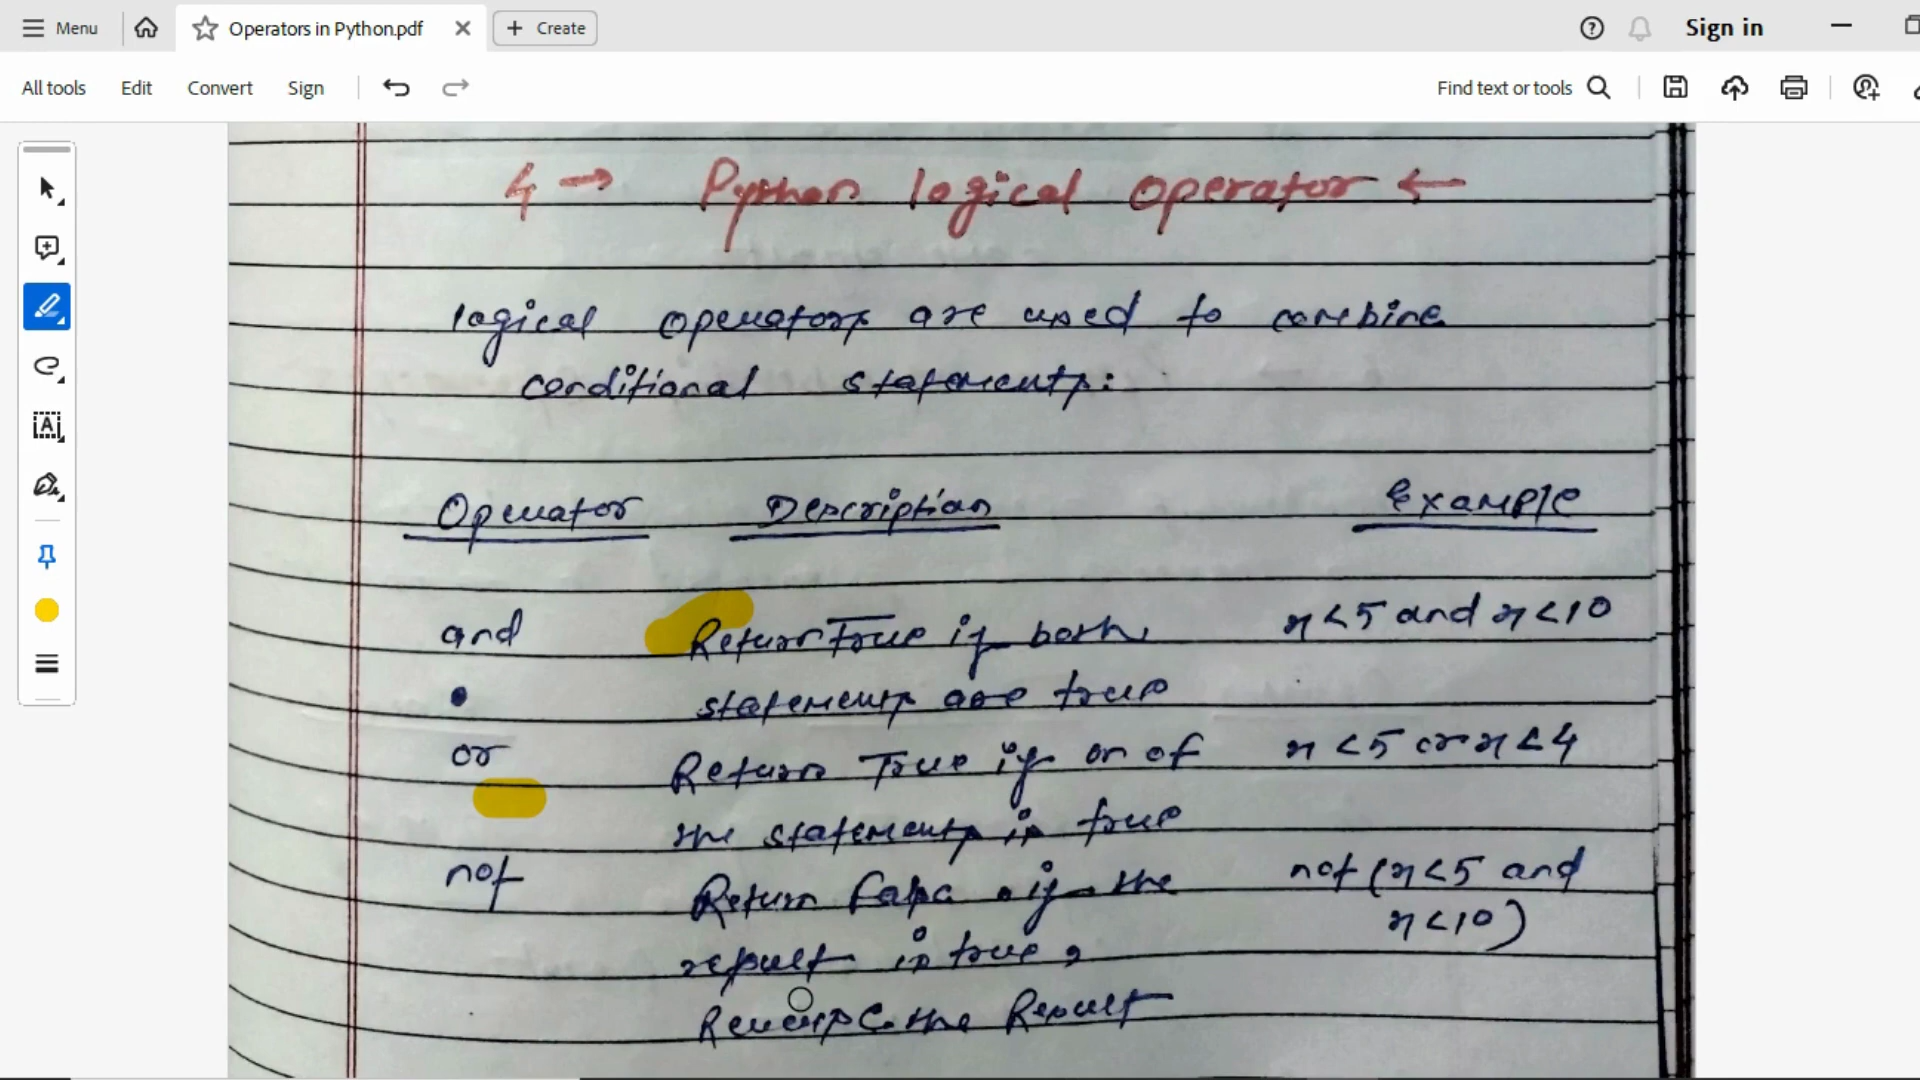 Menu
Operators in Python.pdf
Create
Sign in
All tools Edit Convert Sign
Find text or tools
4 → Python logical operator ←
logical operators are used to combine
conditional statements:
Operator Description Example
and Return True if both x<5 and x<10
statements are true
or Return True if on of x<5 or x<4
the statements is true
not Return False if the not (x<5 and
result is true, x<10)
Reverse the Result